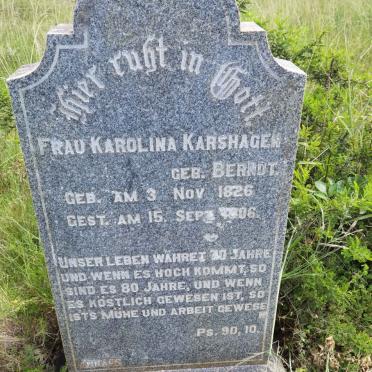 Hier ruht in Gott
FRAU KAROLINA KARSHAGEN
GEB. BERNDT.
GEB. AM 3 NOV 1826
GEST. AM 15. SEPT 1906.
UNSER LEBEN WÄHRET 70 JAHRE
UND WENN ES HOCH KOMMT, SO
SIND ES 80 JAHRE, UND WENN
ES KÖSTLICH GEWESEN IST, SO
ISTS MÜHE UND ARBEIT GEWESE
PS. 90, 10.